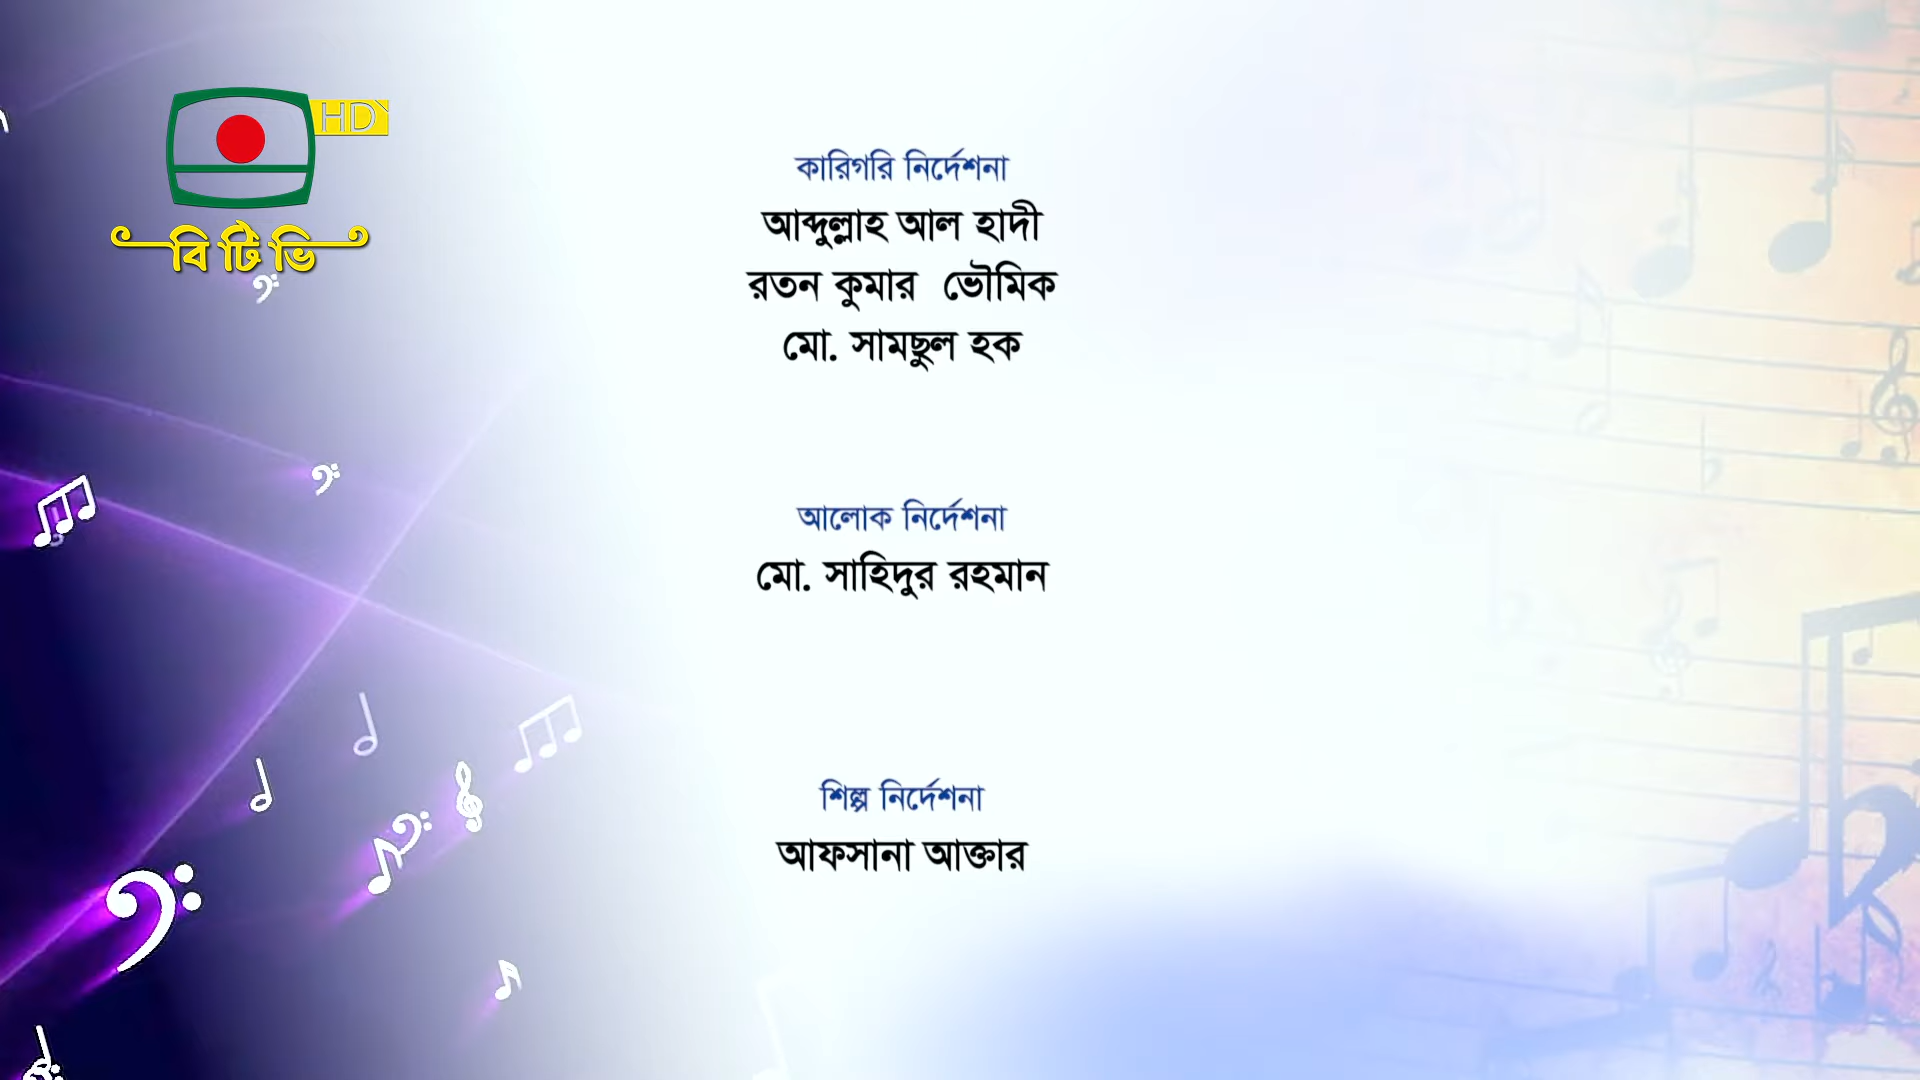 HD
বিটিভি
কারিগরি নির্দেশনা
আব্দুল্লাহ আল হাদী
রতন কুমার ভৌমিক
মো. সামছুল হক
আলোক নির্দেশনা
মো. সাহিদুর রহমান
শিল্প নির্দেশনা
আফসানা আক্তার